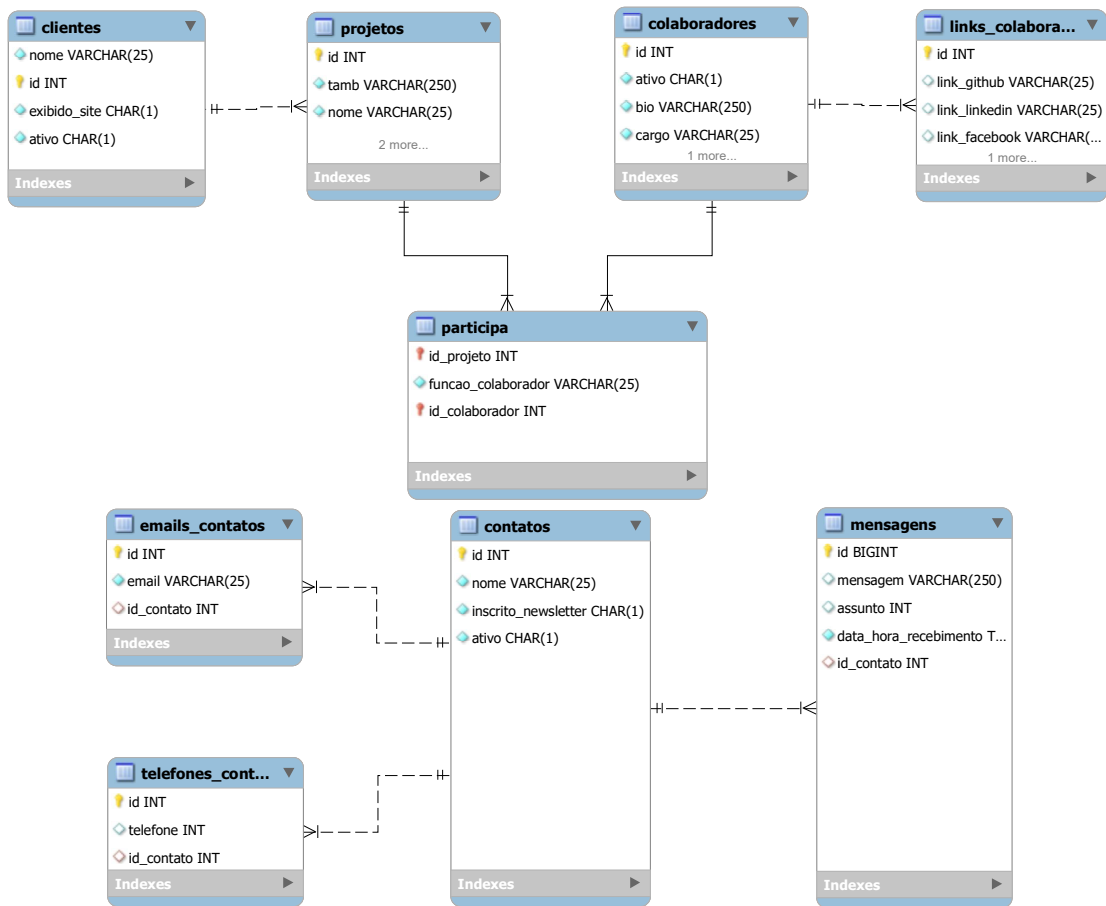 clientes
nome VARCHAR(25)
id INT
exibido_site CHAR(1)
ativo CHAR(1)
Indexes
projetos
id INT
tamb VARCHAR(250)
nome VARCHAR(25)
2 more...
Indexes
colaboradores
id INT
ativo CHAR(1)
bio VARCHAR(250)
cargo VARCHAR(25)
1 more...
Indexes
links_colabora...
id INT
link_github VARCHAR(25)
link_linkedin VARCHAR(25)
link_facebook VARCHAR(...
1 more...
Indexes
participa
id_projeto INT
funcao_colaborador VARCHAR(25)
id_colaborador INT
Indexes
emails_contatos
id INT
email VARCHAR(25)
id_contato INT
Indexes
contatos
id INT
nome VARCHAR(25)
inscrito_newsletter CHAR(1)
ativo CHAR(1)
Indexes
mensagens
id BIGINT
mensagem VARCHAR(250)
assunto INT
data_hora_recebimento T...
id_contato INT
Indexes
telefones_cont...
id INT
telefone INT
id_contato INT
Indexes